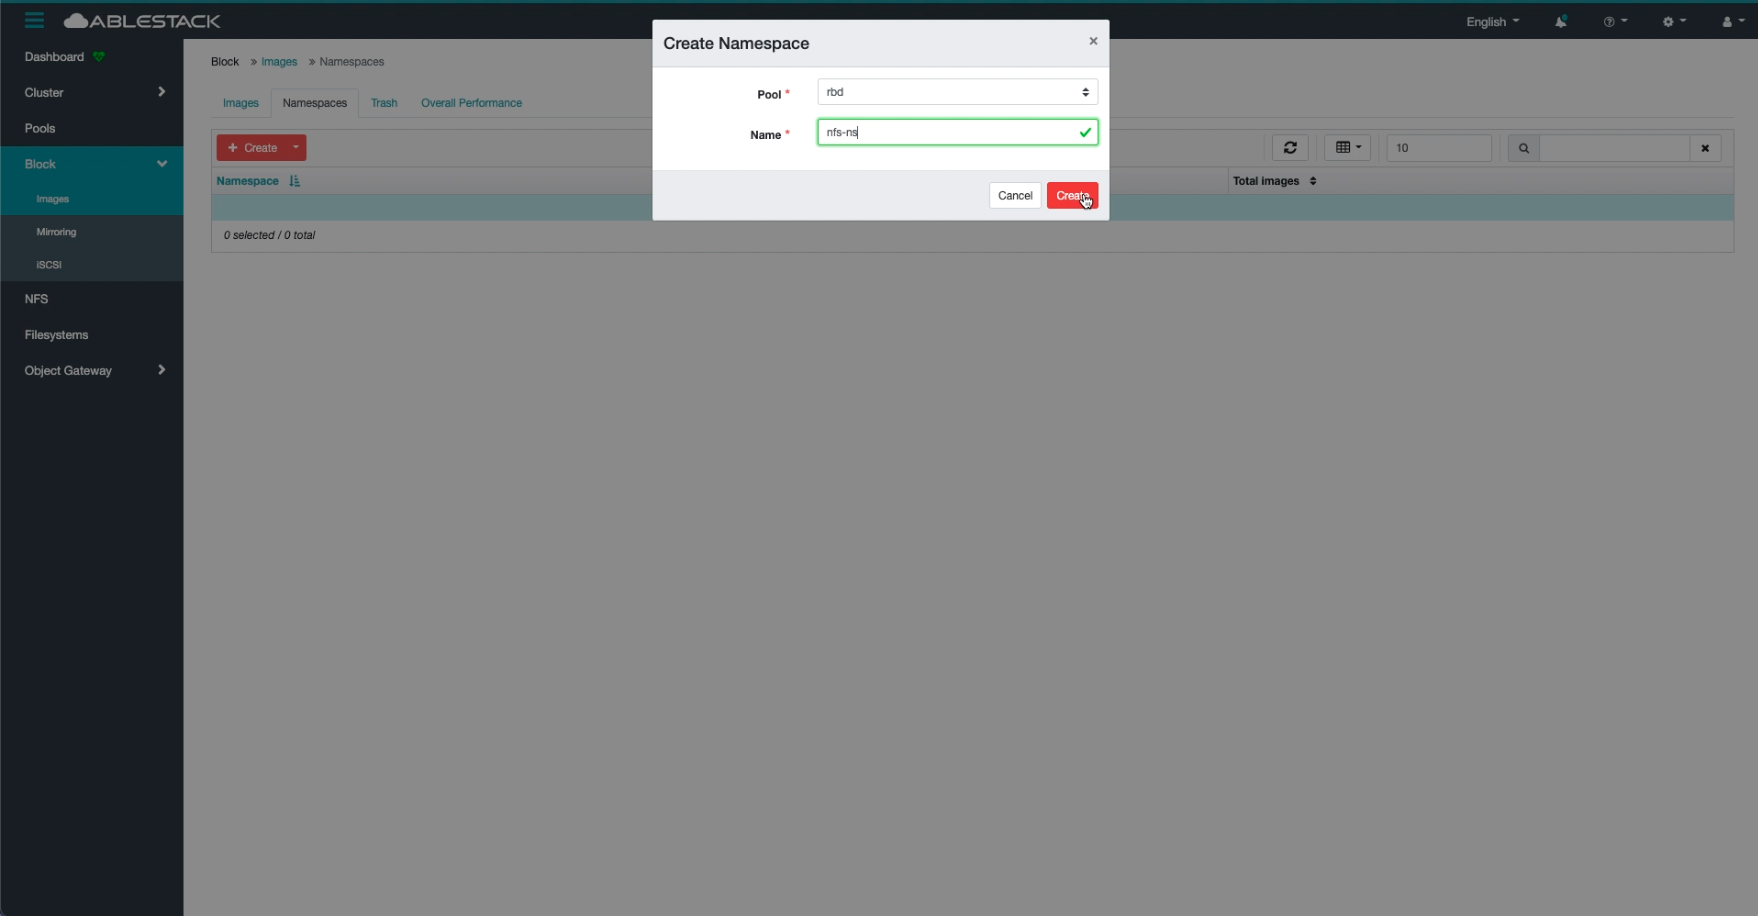 ABLESTACK
English
Dashboard
Cluster
Pools
Block
Images
Mirroring
iSCSI
NFS
Filesystems
Object Gateway
Block » Images » Namespaces
Images Namespaces Trash Overall Performance
+ Create
10
Namespace Total images
0 selected / 0 total
Create Namespace ×
Pool * rbd
Name * nfs-ns
Cancel Create